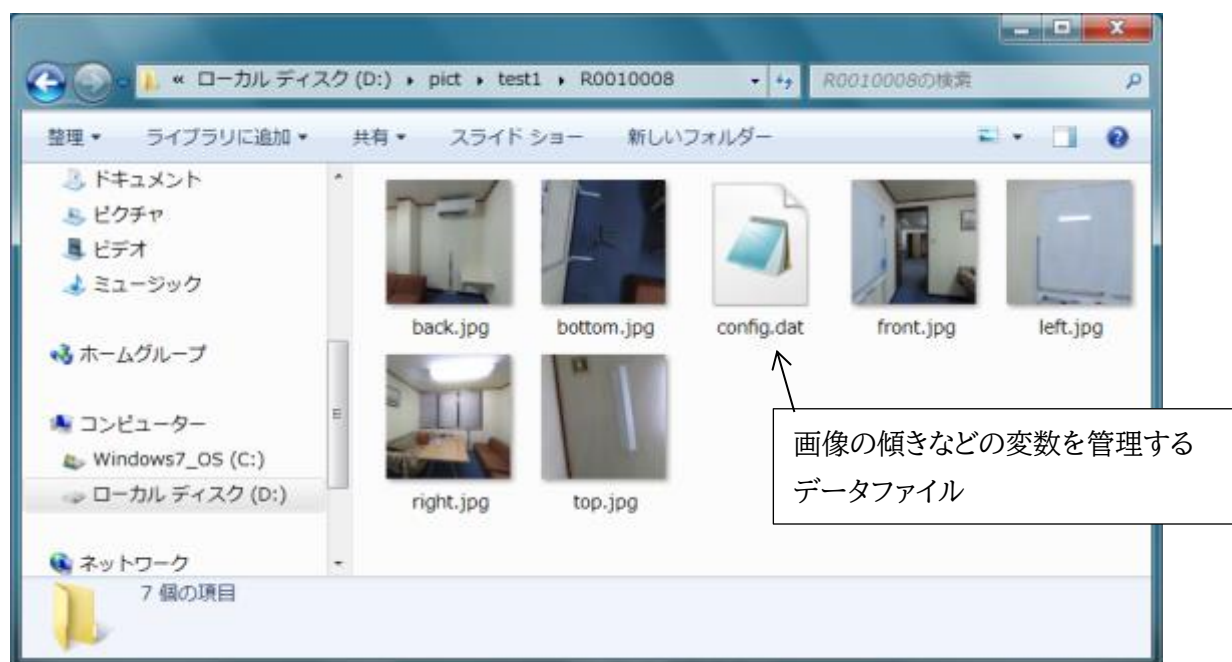 « ローカル ディスク (D:) ▸ pict ▸ test1 ▸ R0010008
R0010008の検索
整理 ライブラリに追加 共有 スライド ショー 新しいフォルダー
ドキュメント
ピクチャ
ビデオ
ミュージック
ホームグループ
コンピューター
Windows7_OS (C:)
ローカル ディスク (D:)
ネットワーク
back.jpg bottom.jpg config.dat front.jpg left.jpg
right.jpg top.jpg
画像の傾きなどの変数を管理する
データファイル
7 個の項目